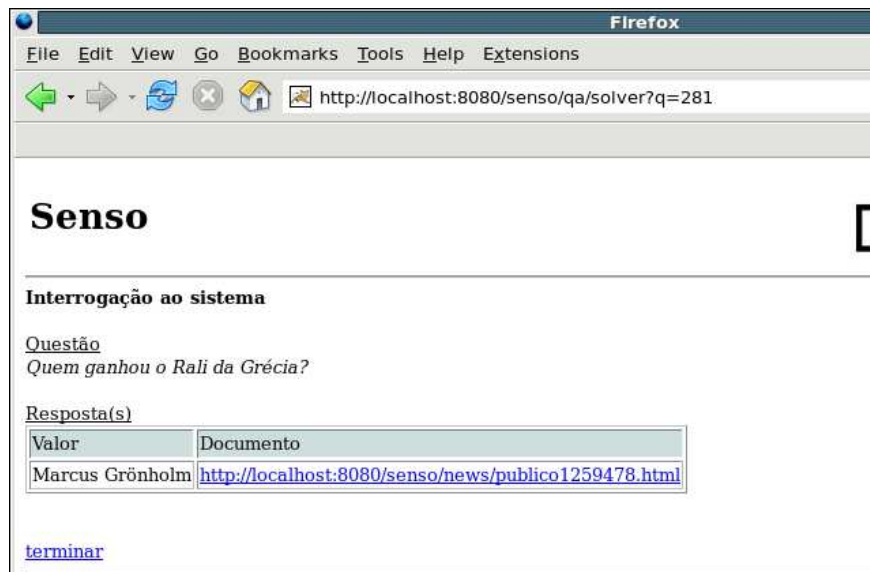 Firefox
File Edit View Go Bookmarks Tools Help Extensions
http://localhost:8080/senso/qa/solver?q=281
Senso
Interrogação ao sistema
Questão
Quem ganhou o Rali da Grécia?
Resposta(s)
Valor Documento
Marcus Grönholm http://localhost:8080/senso/news/publico1259478.html
terminar